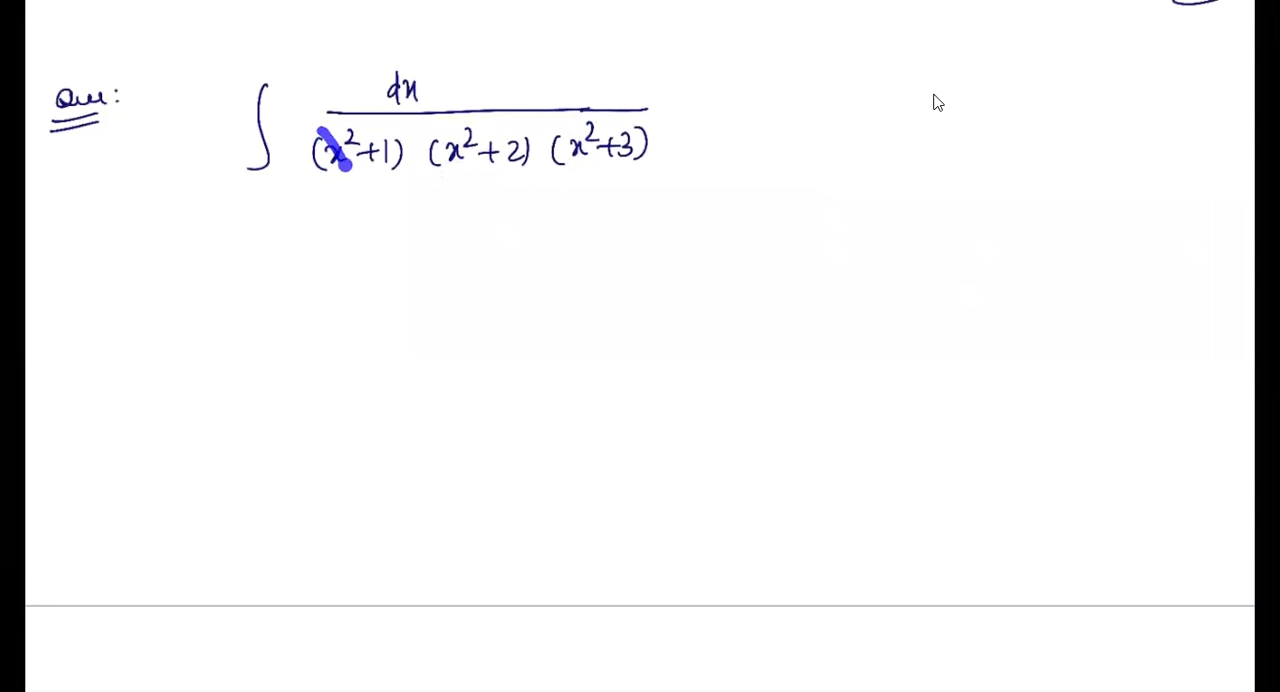 Que: ∫ dx / (x²+1) (x²+2) (x²+3)